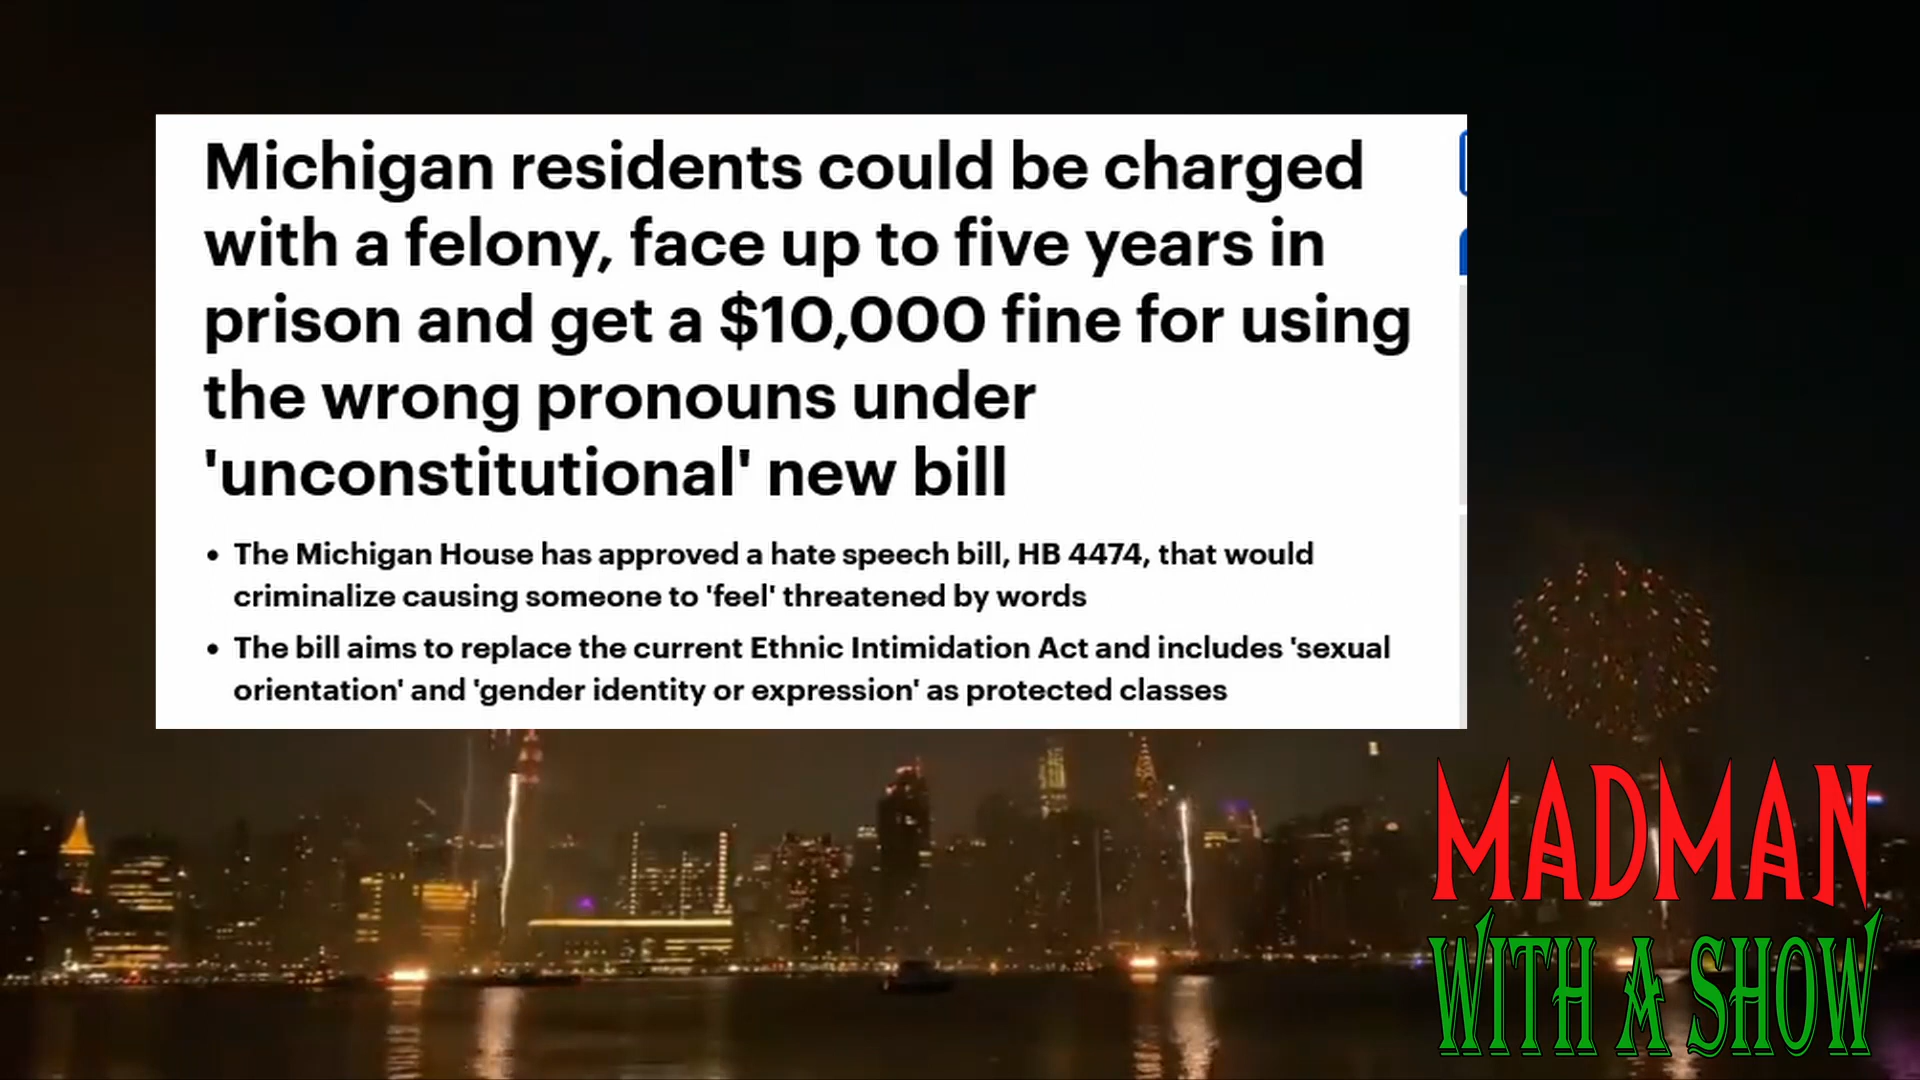 Michigan residents could be charged
with a felony, face up to five years in
prison and get a $10,000 fine for using
the wrong pronouns under
'unconstitutional' new bill
• The Michigan House has approved a hate speech bill, HB 4474, that would
criminalize causing someone to 'feel' threatened by words
• The bill aims to replace the current Ethnic Intimidation Act and includes 'sexual
orientation' and 'gender identity or expression' as protected classes
MADMAN
WITH A SHOW